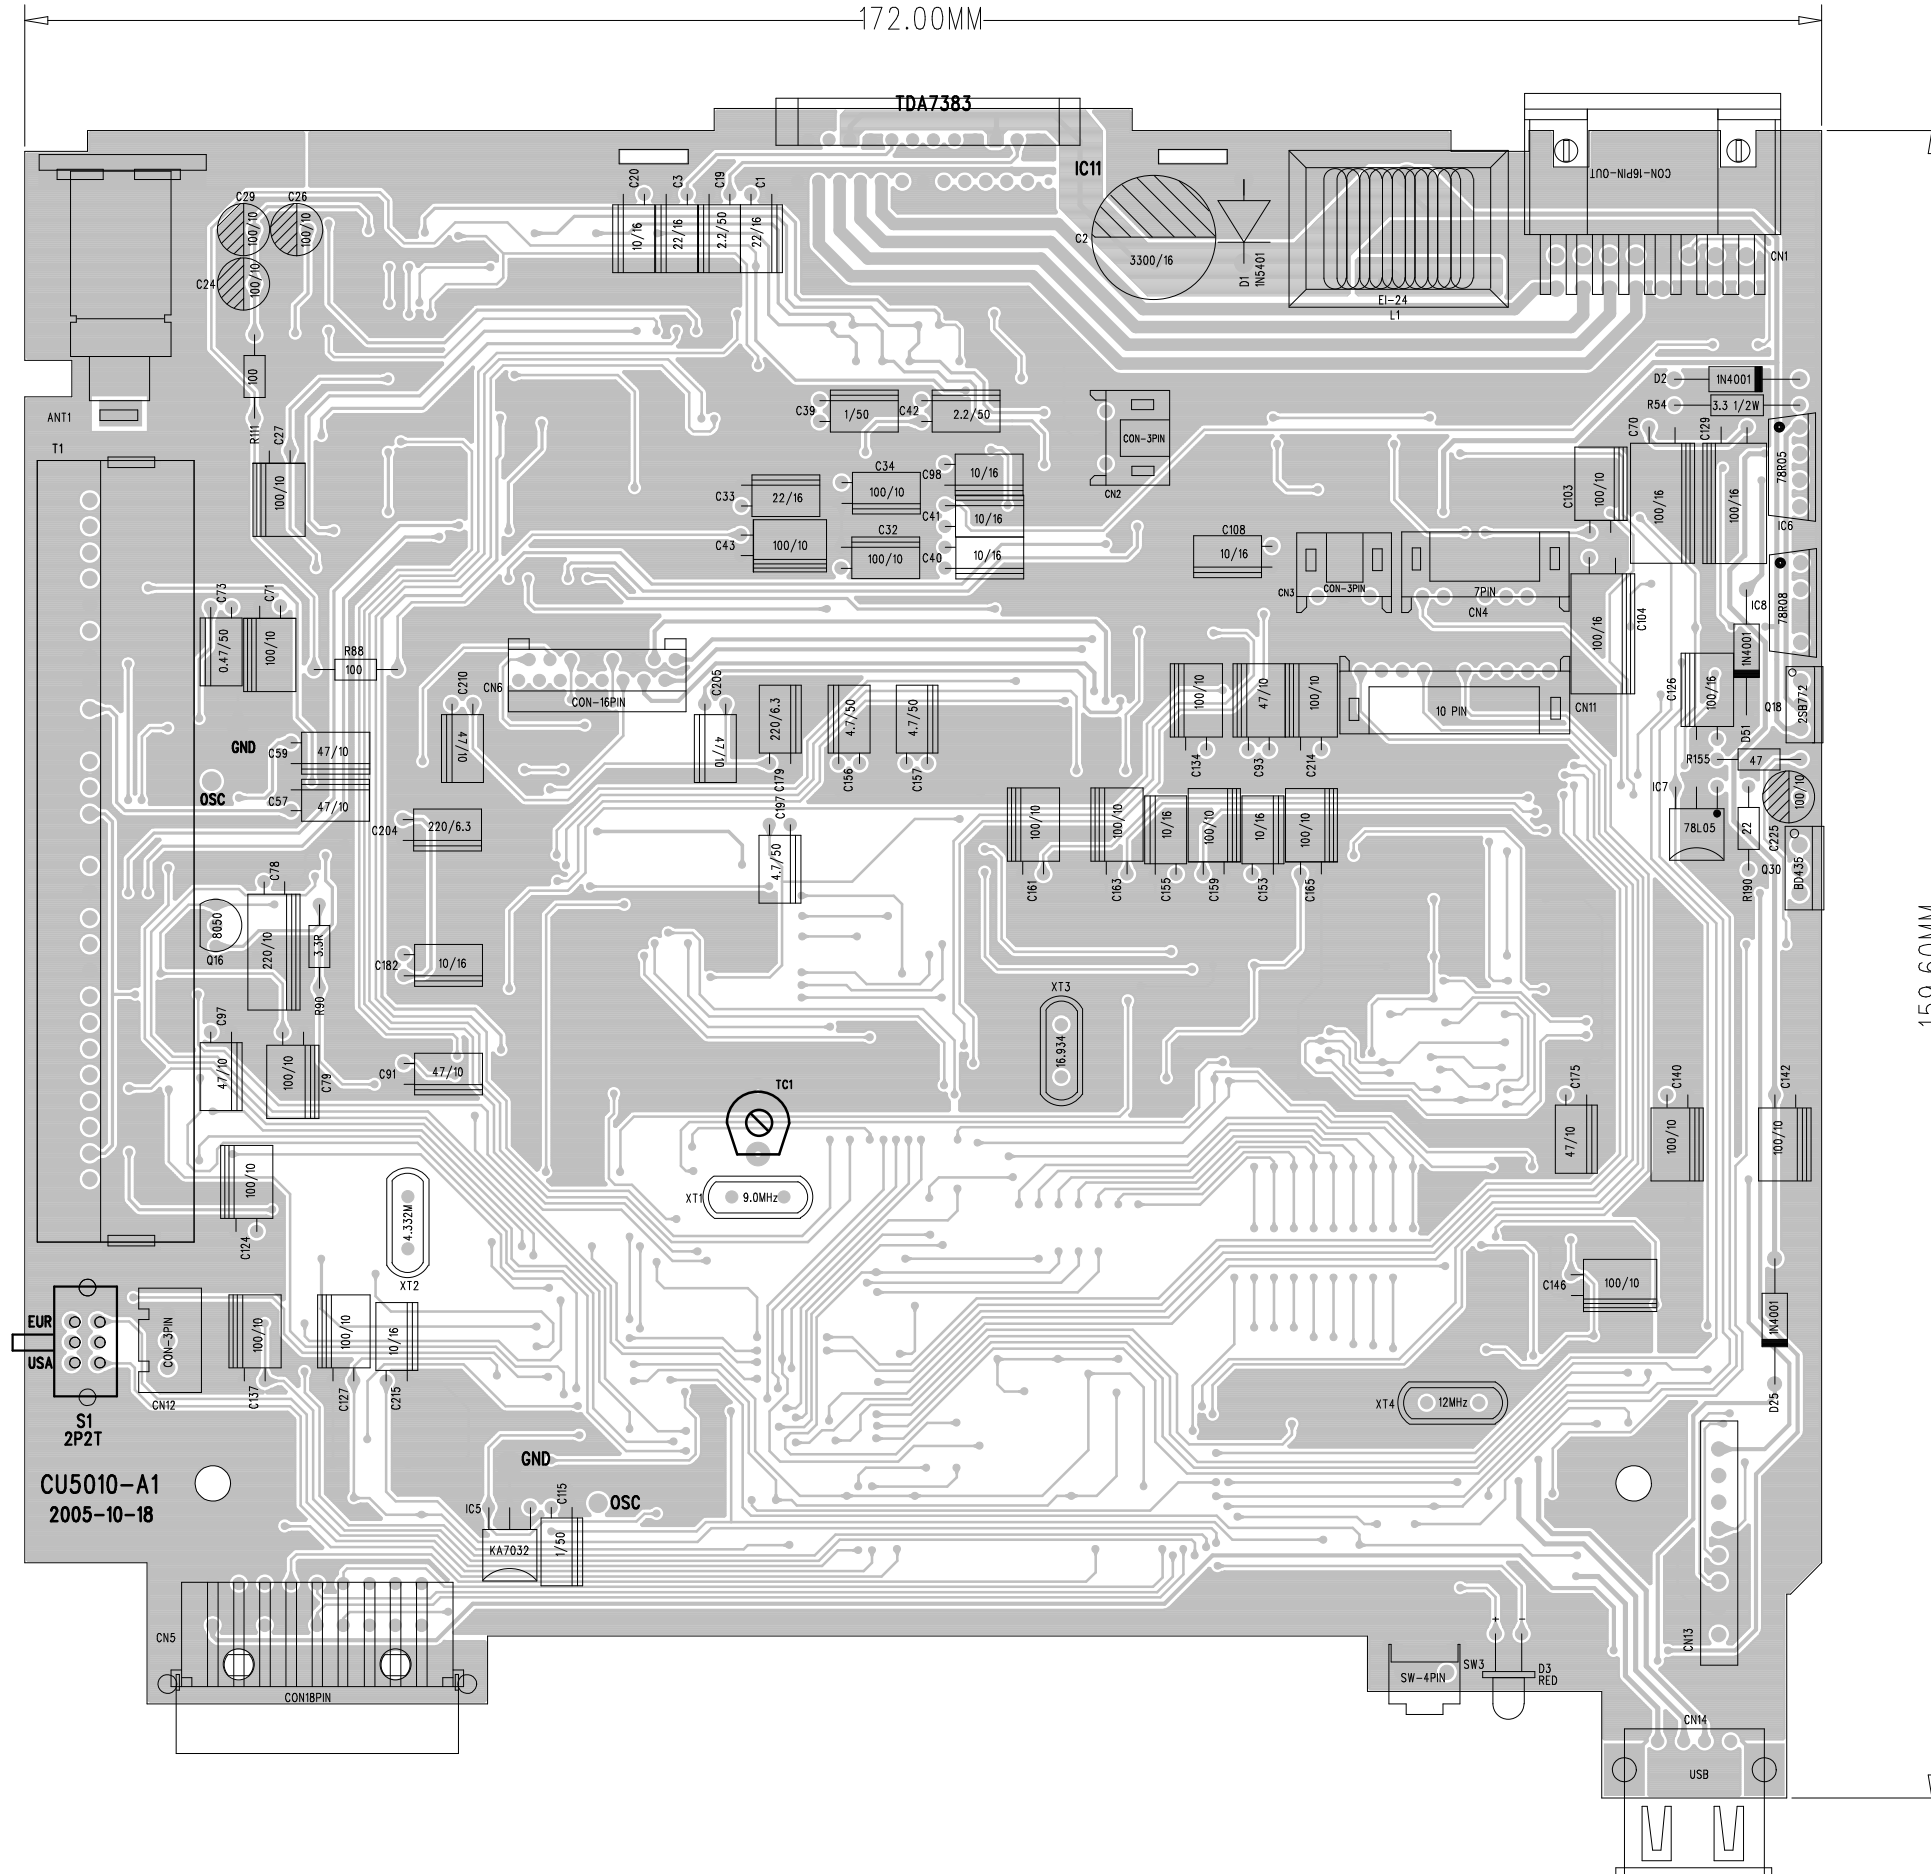 172.00MM
TDA7383
IC11
CON-16PIN-OUT
C29
C26
100/10
100/10
C24
100/10
C20
C3
C19
C1
10/16
22/16
2.2/50
22/16
C2
3300/16
D1
1N5401
EI-24
L1
CN1
100
R111
ANT1
T1
C27
100/10
C39
1/50
C42
2.2/50
CON-3PIN
CN2
D2
1N4001
R54
3.3 1/2W
C70
C129
78R05
IC6
C103
100/10
100/16
100/16
C33
22/16
C34
100/10
C98
10/16
C41
10/16
C43
100/10
C32
100/10
C40
10/16
C108
10/16
CN3
CON-3PIN
7PIN
CN4
100/16
C104
IC8
78R08
C73
C71
0.47/50
100/10
R88
100
C210
47/10
CN6
CON-16PIN
C205
47/10
220/6.3
C179
4.7/50
C156
4.7/50
C157
100/10
C134
47/10
C93
100/10
C214
10 PIN
CN11
C126
100/16
1N4001
D51
Q18
2SB772
GND
C59
47/10
OSC
C57
47/10
R155
47
IC7
78L05
22
R190
100/10
C225
Q30
BD435
C204
220/6.3
C197
4.7/50
100/10
C161
100/10
C163
10/16
C155
100/10
C159
10/16
C153
100/10
C165
C78
8050
Q16
220/10
3.3R
R90
C182
10/16
XT3
16.934
C97
47/10
100/10
C79
C91
47/10
TC1
C175
47/10
C140
100/10
C142
100/10
100/10
C124
4.332M
XT2
XT1
9.0MHz
159.60MM
C146
100/10
EUR
USA
S1
2P2T
CON-3PIN
CN12
100/10
C137
100/10
C127
10/16
C215
1N4001
D25
XT4
12MHz
CU5010-A1
2005-10-18
GND
OSC
IC5
KA7032
C115
1/50
CN5
CON18PIN
SW-4PIN
SW3
+
-
D3
RED
CN13
CN14
USB